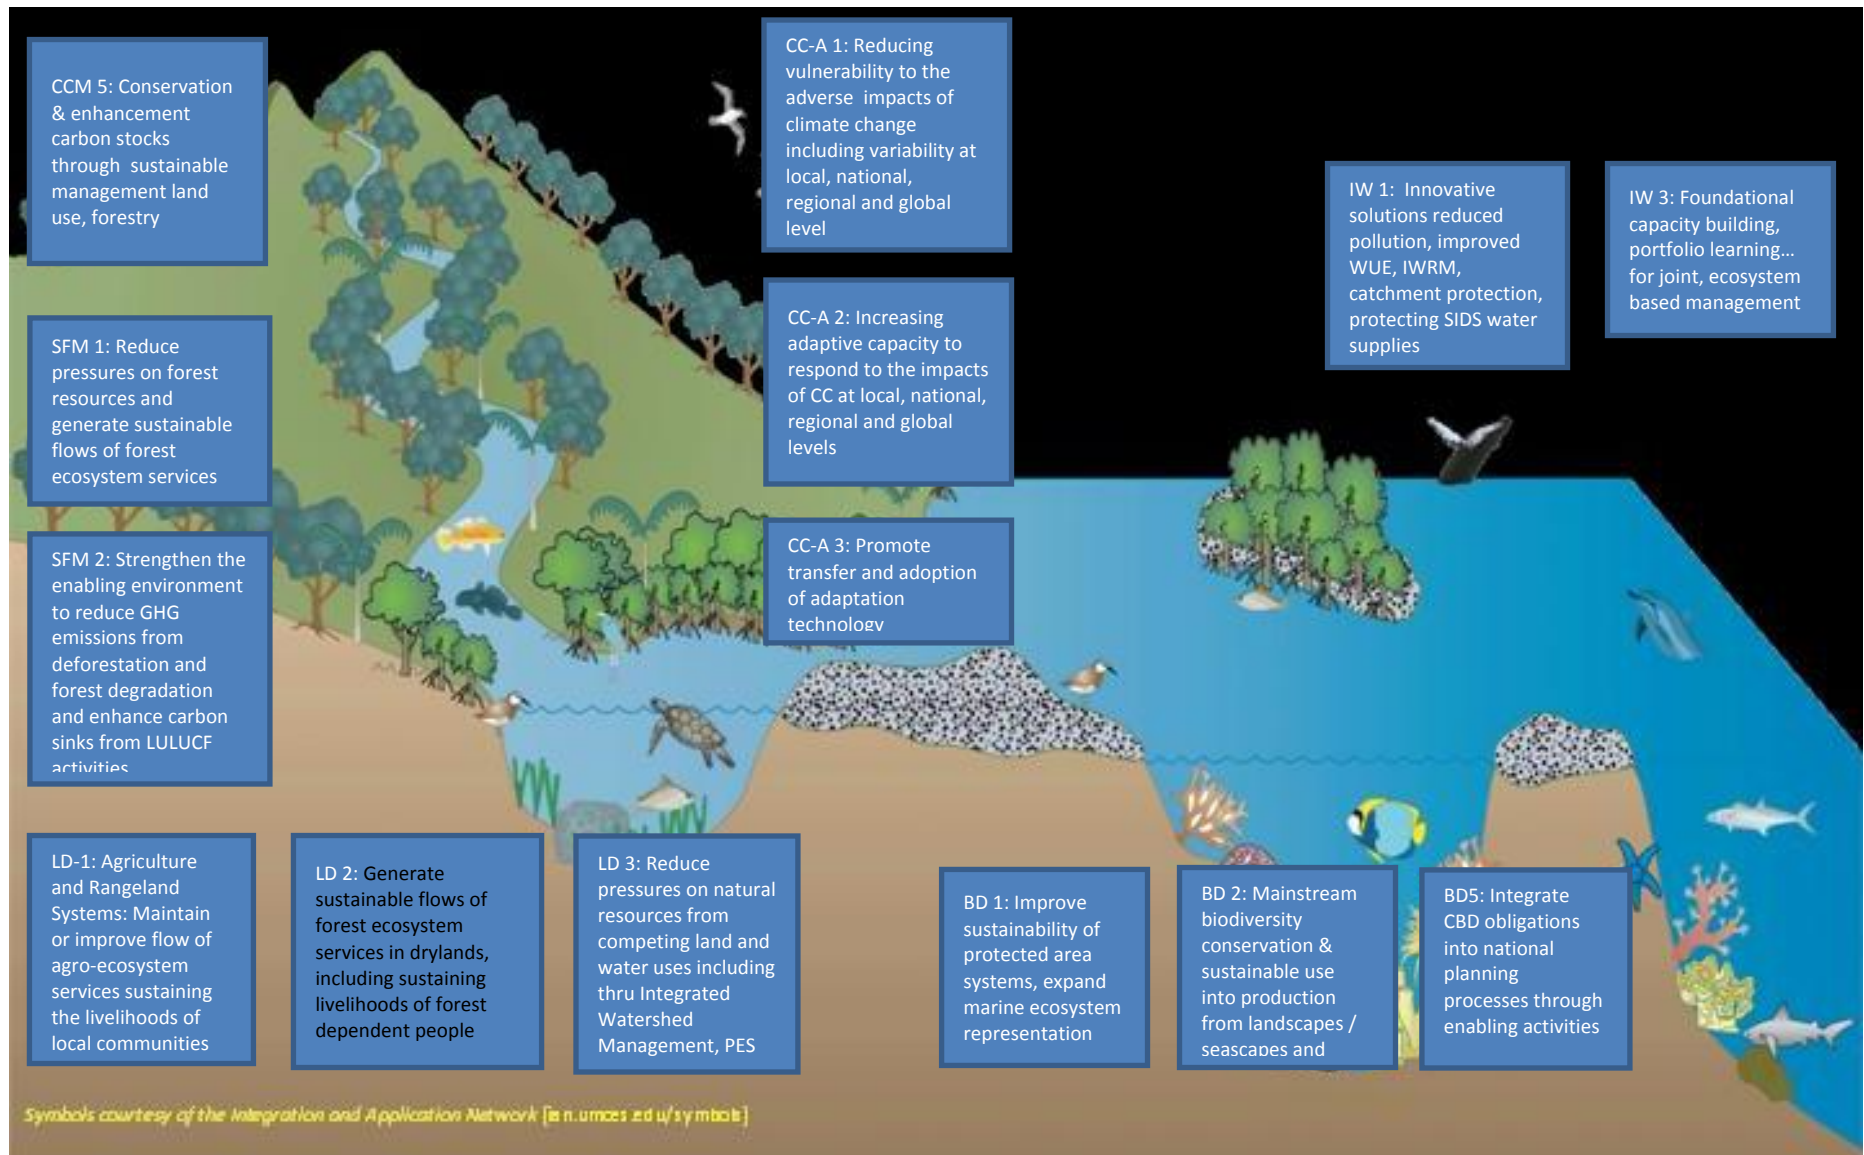 CCM 5: Conservation
& enhancement
carbon stocks
through sustainable
management land
use, forestry
SFM 1: Reduce
pressures on forest
resources and
generate sustainable
flows of forest
ecosystem services
SFM 2: Strengthen the
enabling environment
to reduce GHG
emissions from
deforestation and
forest degradation
and enhance carbon
sinks from LULUCF
activities
CC-A 1: Reducing
vulnerability to the
adverse impacts of
climate change
including variability at
local, national,
regional and global
level
CC-A 2: Increasing
adaptive capacity to
respond to the impacts
of CC at local, national,
regional and global
levels
CC-A 3: Promote
transfer and adoption
of adaptation
technology
IW 1: Innovative
solutions reduced
pollution, improved
WUE, IWRM,
catchment protection,
protecting SIDS water
supplies
IW 3: Foundational
capacity building,
portfolio learning...
for joint, ecosystem
based management
LD-1: Agriculture
and Rangeland
Systems: Maintain
or improve flow of
agro-ecosystem
services sustaining
the livelihoods of
local communities
LD 2: Generate
sustainable flows of
forest ecosystem
services in drylands,
including sustaining
livelihoods of forest
dependent people
LD 3: Reduce
pressures on natural
resources from
competing land and
water uses including
thru Integrated
Watershed
Management, PES
BD 1: Improve
sustainability of
protected area
systems, expand
marine ecosystem
representation
BD 2: Mainstream
biodiversity
conservation &
sustainable use
into production
from landscapes /
seascapes and
BD5: Integrate
CBD obligations
into national
planning
processes through
enabling activities
Symbols courtesy of the Integration and Application Network [ian.umces.edu/symbols]